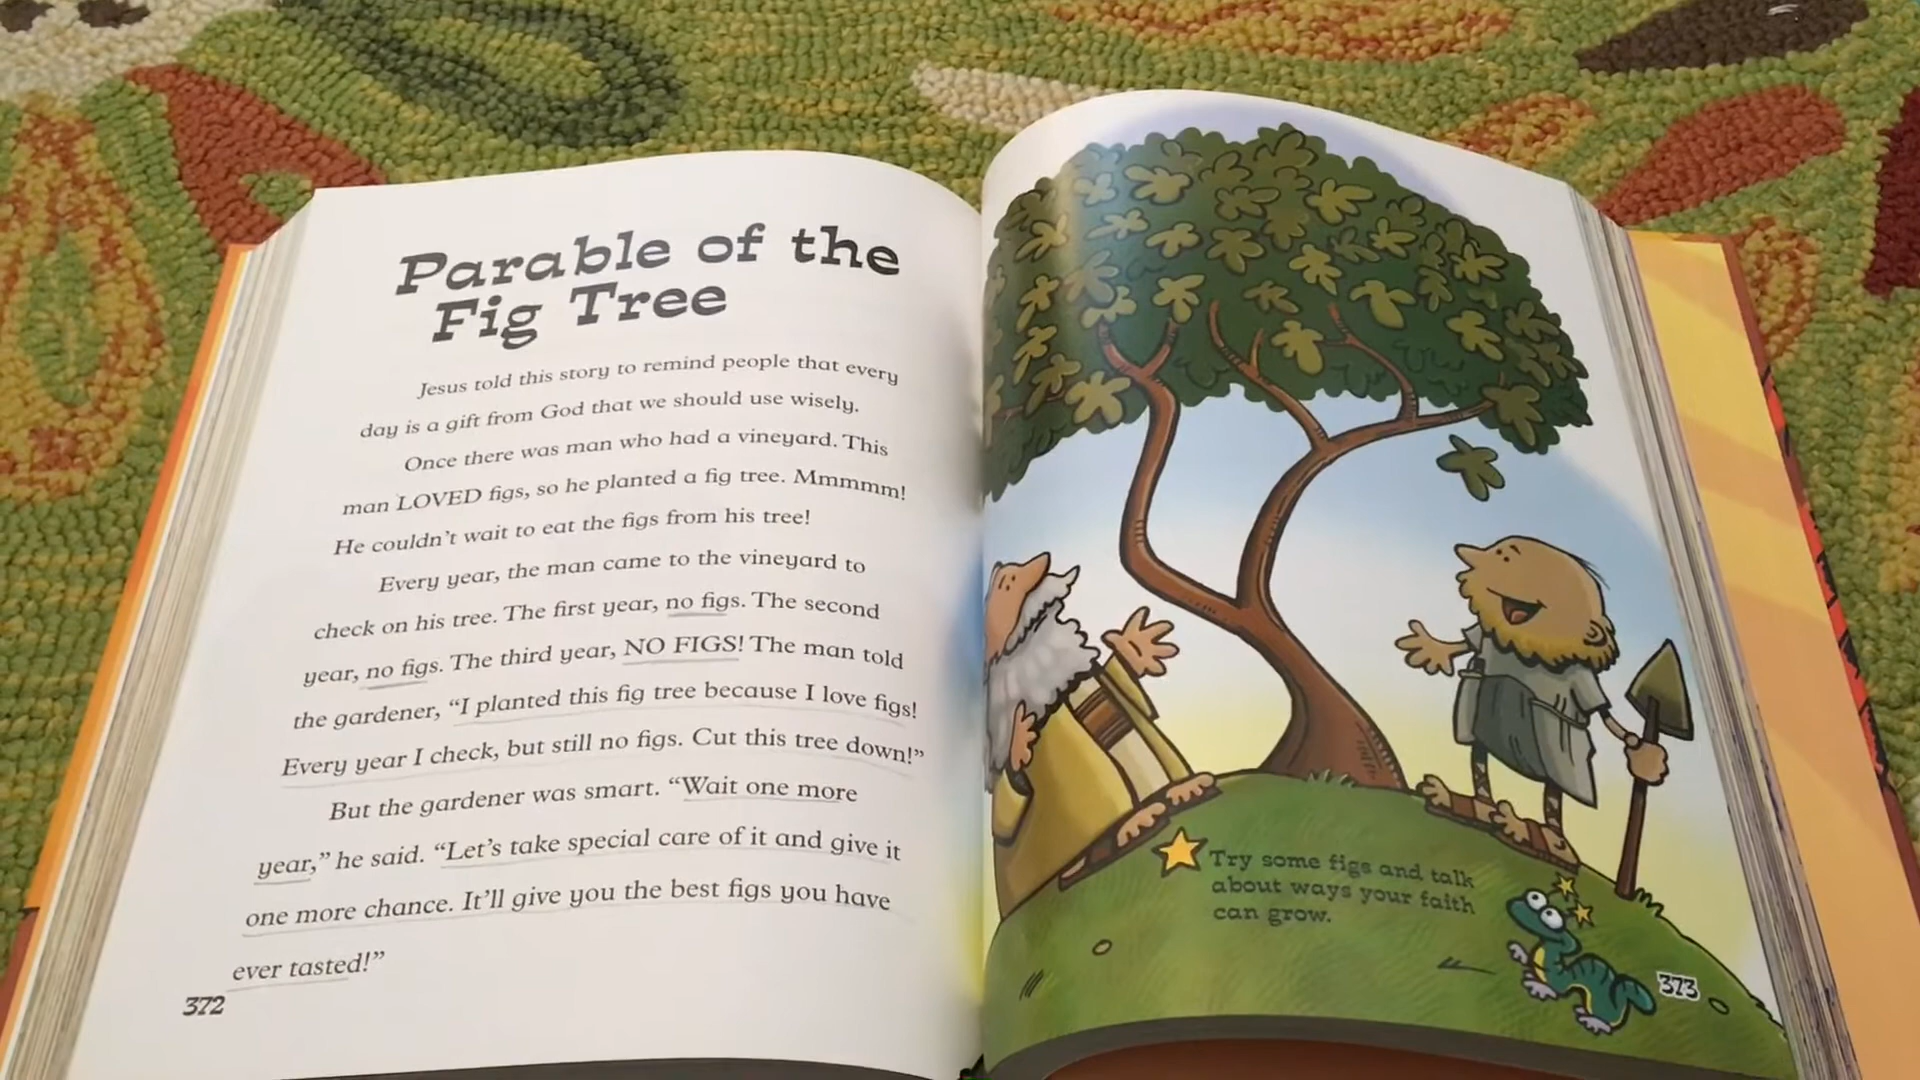 Parable of the
Fig Tree
Jesus told this story to remind people that every
day is a gift from God that we should use wisely.
Once there was man who had a vineyard. This
man LOVED figs, so he planted a fig tree. Mmmmm!
He couldn't wait to eat the figs from his tree!
Every year, the man came to the vineyard to
check on his tree. The first year, no figs. The second
year, no figs. The third year, NO FIGS! The man told
the gardener, “I planted this fig tree because I love figs!
Every year I check, but still no figs. Cut this tree down!”
But the gardener was smart. “Wait one more
year,” he said. “Let's take special care of it and give it
one more chance. It'll give you the best figs you have
ever tasted!”
372
Try some figs and talk
about ways your faith
can grow.
373